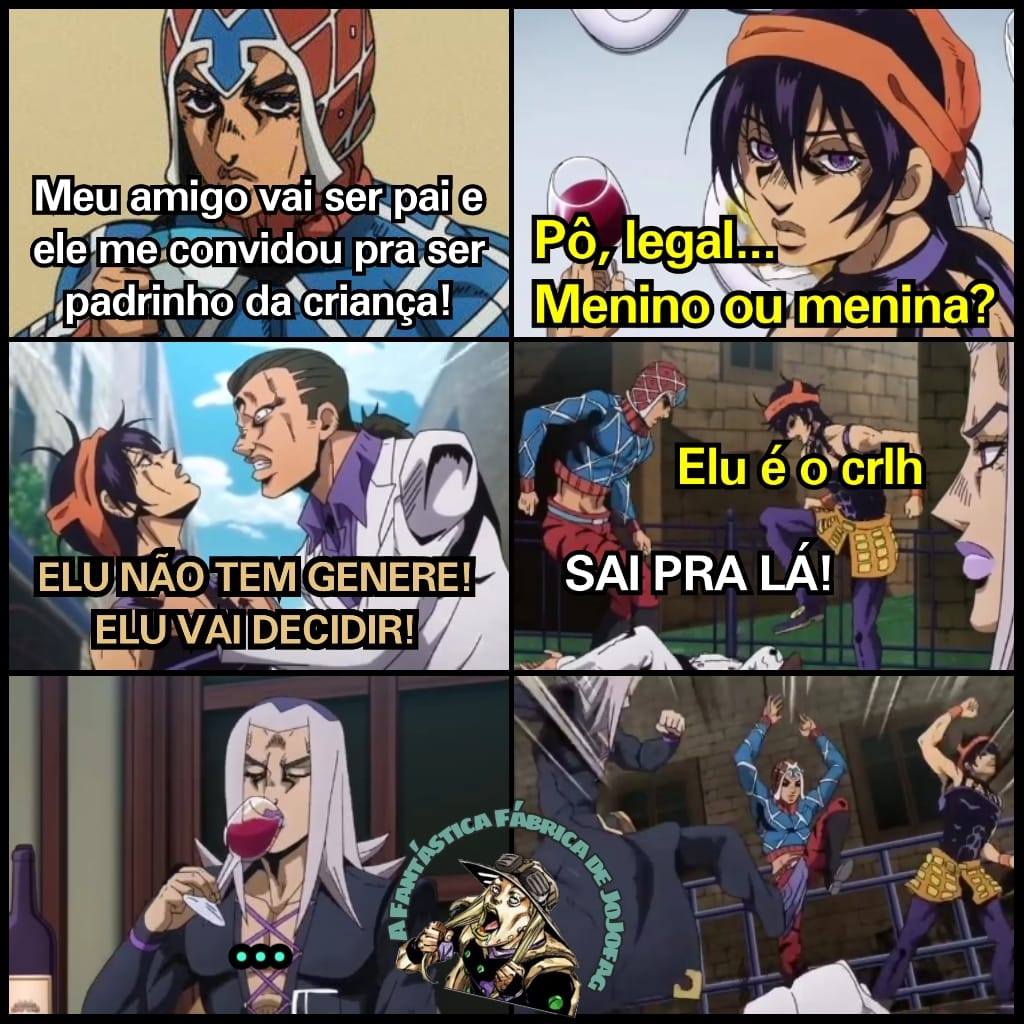 Meu amigo vai ser pai e
ele me convidou pra ser
padrinho da criança!
Pô, legal...
Menino ou menina?
ELU NÃO TEM GENERE!
ELU VAI DECIDIR!
Elu é o crlh
SAI PRA LÁ!
...
A FANTÁSTICA FÁBRICA DE JOJOFAG